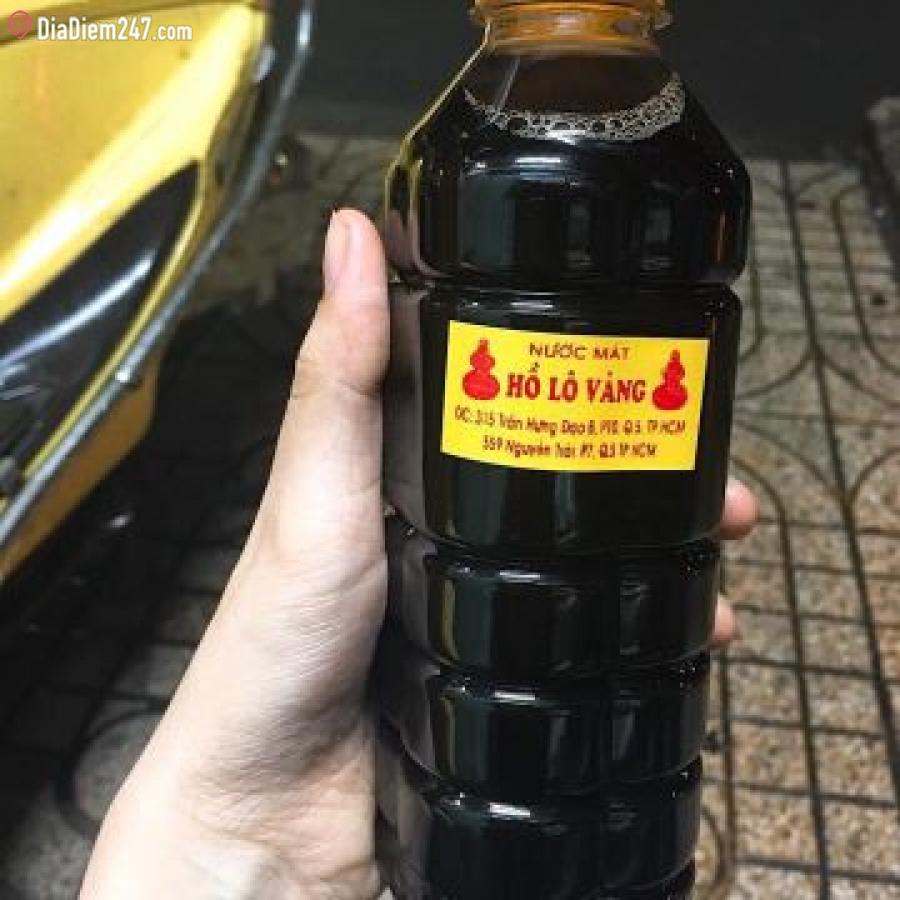 DiaDiem247.com
NƯỚC MÁT
HỒ LÔ VÀNG
ĐC: 315 Trần Hưng Đạo B, P10, Q.5, TP HCM
569 Nguyễn Trãi P7, Q.5 TP HCM